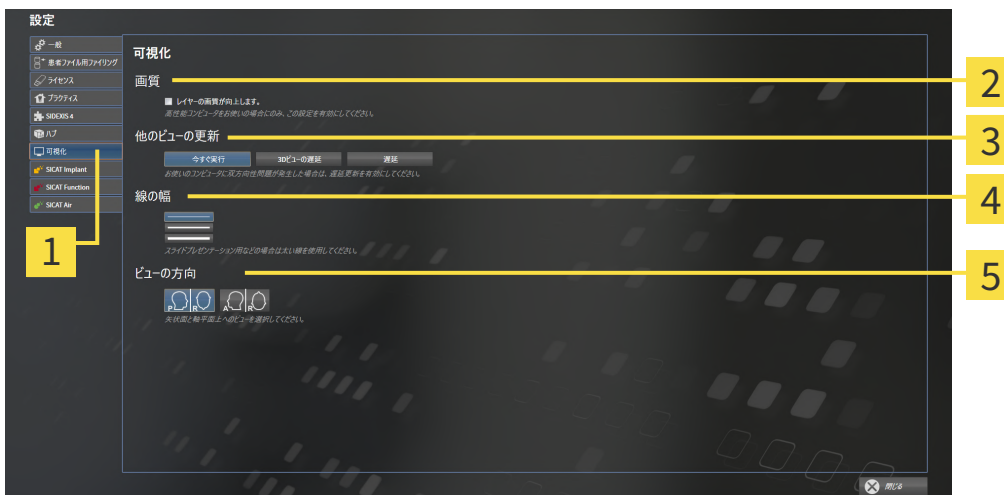 設定
一般
患者ファイル用ファイリング
ライセンス
プラクティス
SIDEXIS 4
ハブ
可視化
SICAT Implant
SICAT Function
SICAT Air
1
可視化
画質
2
レイヤーの画質が向上します。
高性能コンピュータをお使いの場合にのみ、この設定を有効にしてください。
他のビューの更新
3
今すぐ実行 3Dビューの遅延 遅延
お使いのコンピュータに双方向性問題が発生した場合は、遅延更新を有効にしてください。
線の幅
4
スライドプレゼンテーション用などの場合は太い線を使用してください。
ビューの方向
5
P R A R
矢状面と軸平面上へのビューを選択してください。
閉じる